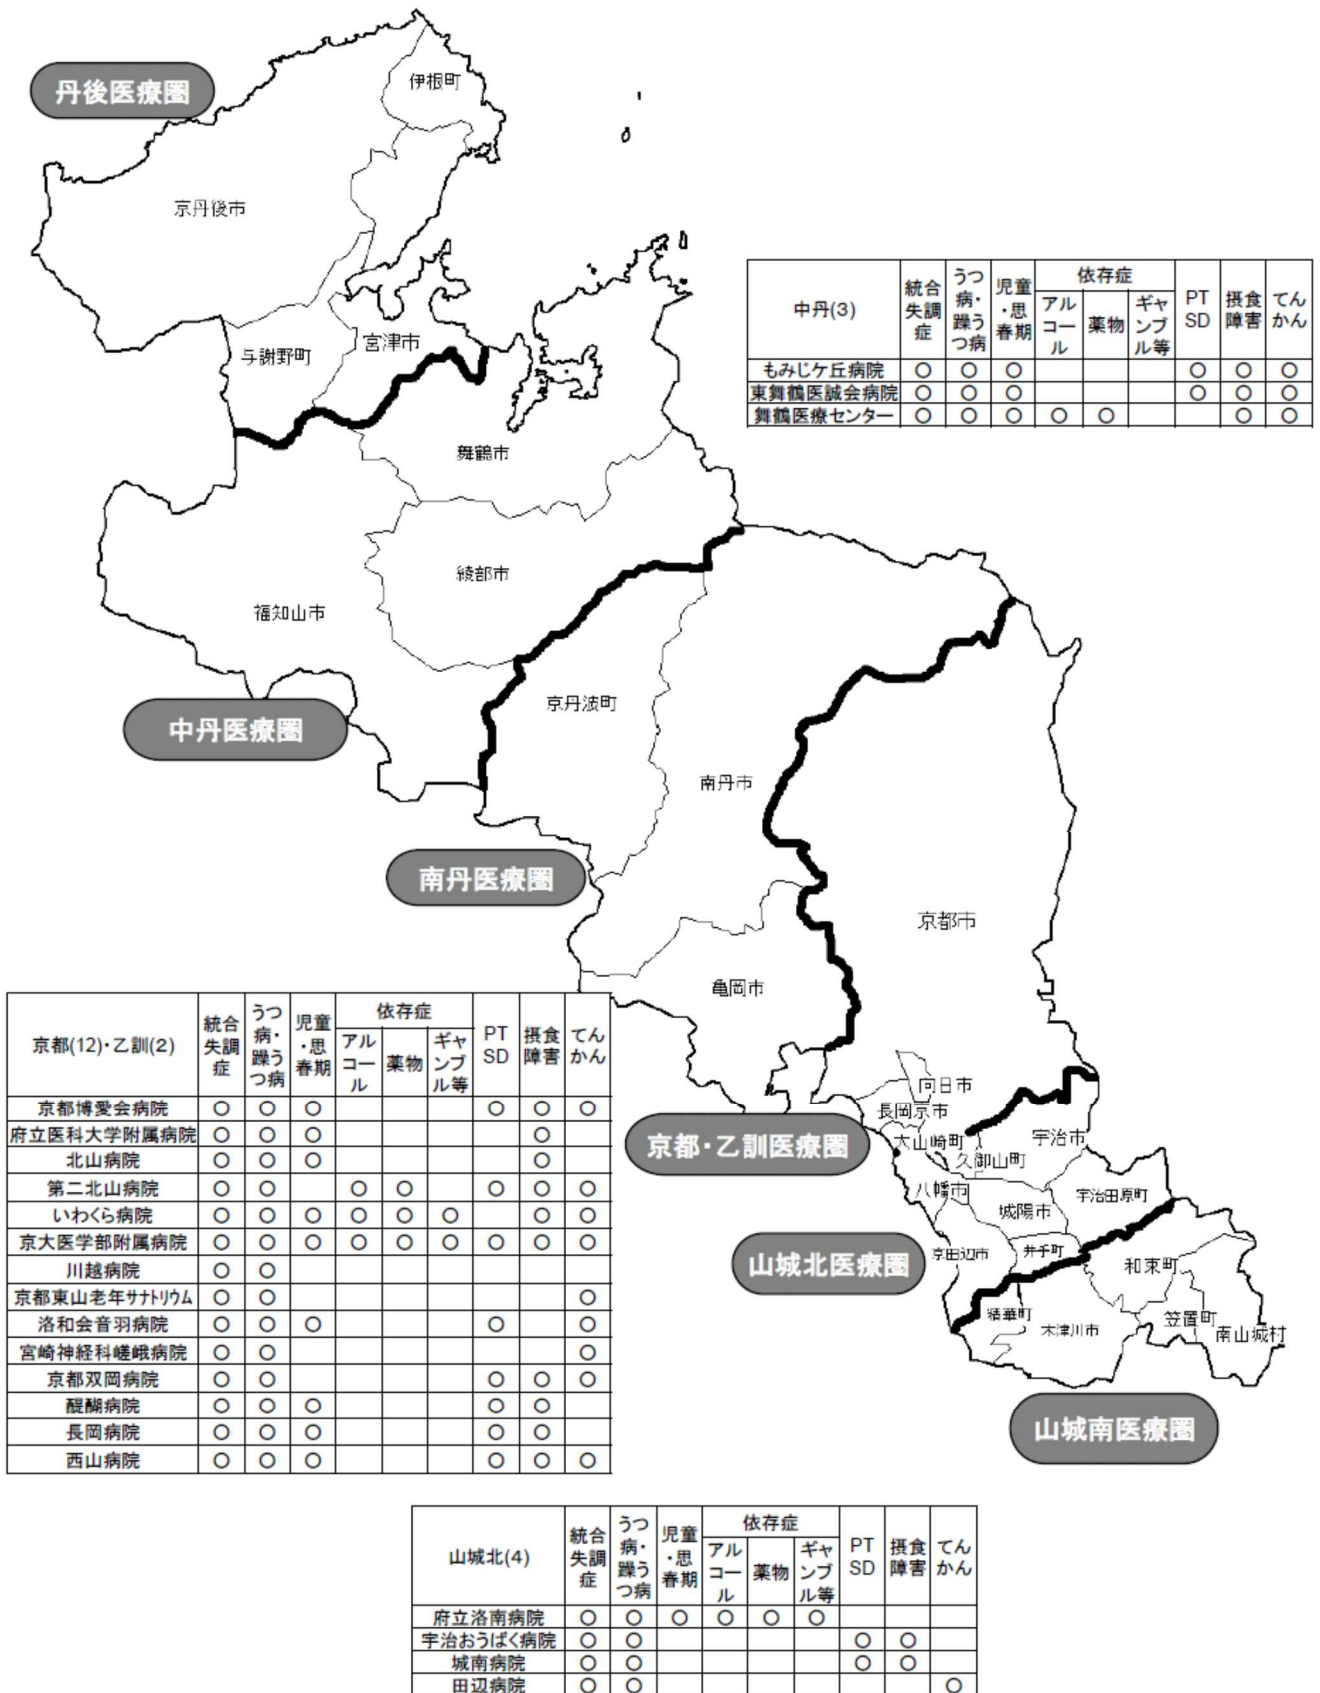 丹後医療圏
伊根町
京丹後市
宮津市
与謝野町
中丹(3) 統合失調症 うつ病・躁うつ病 児童・思春期 依存症 アルコール 薬物 ギャンブル等 PTSD 摂食障害 てんかん
もみじケ丘病院 ○ ○ ○ ○ ○ ○
東舞鶴医誠会病院 ○ ○ ○ ○ ○ ○
舞鶴医療センター ○ ○ ○ ○ ○ ○ ○
舞鶴市
綾部市
福知山市
中丹医療圏
京丹波町
南丹市
南丹医療圏
京都市
亀岡市
京都(12)・乙訓(2) 統合失調症 うつ病・躁うつ病 児童・思春期 依存症 アルコール 薬物 ギャンブル等 PTSD 摂食障害 てんかん
京都博愛会病院 ○ ○ ○ ○ ○ ○
府立医科大学附属病院 ○ ○ ○ ○
北山病院 ○ ○ ○ ○
第二北山病院 ○ ○ ○ ○ ○ ○ ○
いわくら病院 ○ ○ ○ ○ ○ ○ ○ ○
京大医学部附属病院 ○ ○ ○ ○ ○ ○ ○ ○ ○
川越病院 ○ ○
京都東山老年サナトリウム ○ ○ ○
洛和会音羽病院 ○ ○ ○ ○ ○
宮崎神経科嵯峨病院 ○ ○ ○
京都双岡病院 ○ ○ ○ ○ ○
醍醐病院 ○ ○ ○ ○ ○
長岡病院 ○ ○ ○ ○ ○
西山病院 ○ ○ ○ ○ ○ ○
向日市
長岡京市
大山崎町
京都・乙訓医療圏
宇治市
久御山町
八幡市
宇治田原町
城陽市
京田辺市
井手町
山城北医療圏
和束町
精華町
木津川市
笠置町
南山城村
山城南医療圏
山城北(4) 統合失調症 うつ病・躁うつ病 児童・思春期 依存症 アルコール 薬物 ギャンブル等 PTSD 摂食障害 てんかん
府立洛南病院 ○ ○ ○ ○ ○ ○
宇治おうばく病院 ○ ○ ○ ○
城南病院 ○ ○ ○ ○
田辺病院 ○ ○ ○